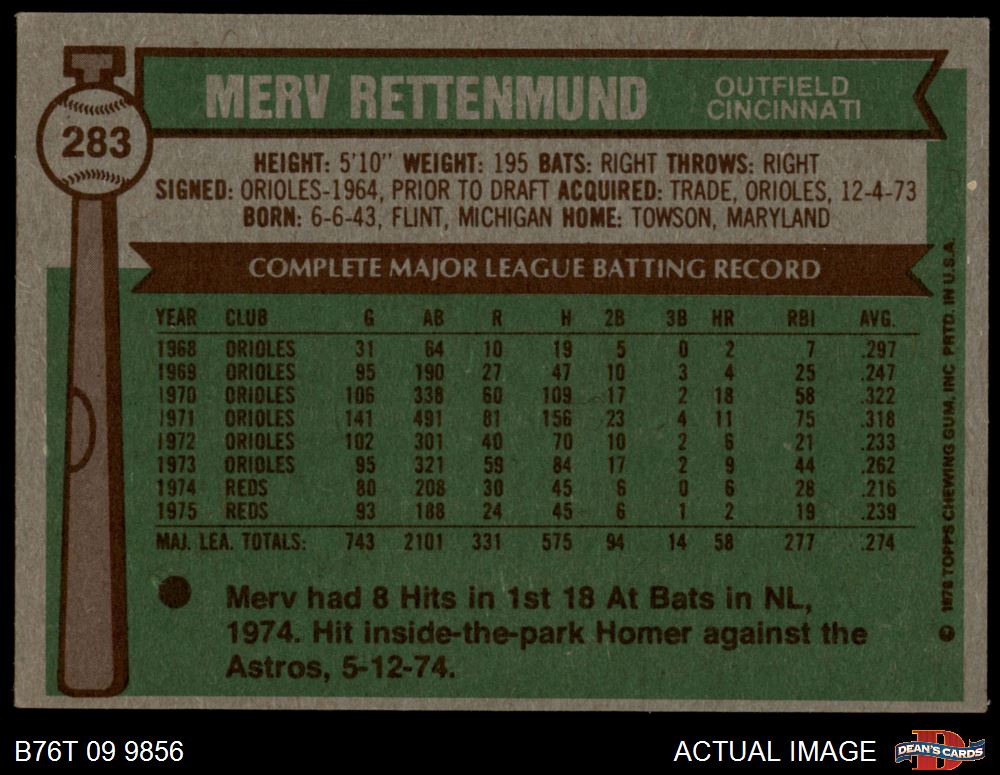 283
MERV RETTENMUND
OUTFIELD
CINCINNATI
HEIGHT: 5'10" WEIGHT: 195 BATS: RIGHT THROWS: RIGHT
SIGNED: ORIOLES-1964, PRIOR TO DRAFT ACQUIRED: TRADE, ORIOLES, 12-4-73
BORN: 6-6-43, FLINT, MICHIGAN HOME: TOWSON, MARYLAND
COMPLETE MAJOR LEAGUE BATTING RECORD
YEAR CLUB G AB R H 2B 3B HR RBI AVG.
1968 ORIOLES 31 64 10 19 5 0 2 7 .297
1969 ORIOLES 95 190 27 47 10 3 4 25 .247
1970 ORIOLES 106 338 60 109 17 2 18 58 .322
1971 ORIOLES 141 491 81 156 23 4 11 75 .318
1972 ORIOLES 102 301 40 70 10 2 6 21 .233
1973 ORIOLES 95 321 59 84 17 2 9 44 .262
1974 REDS 80 208 30 45 6 0 6 28 .216
1975 REDS 93 188 24 45 6 1 2 19 .239
MAJ. LEA. TOTALS: 743 2101 331 575 94 14 58 277 .274
Merv had 8 Hits in 1st 18 At Bats in NL,
1974. Hit inside-the-park Homer against the
Astros, 5-12-74.
© 1976 TOPPS CHEWING GUM, INC PRTD. IN U.S.A.
B76T 09 9856
ACTUAL IMAGE
D
DEAN'S CARDS